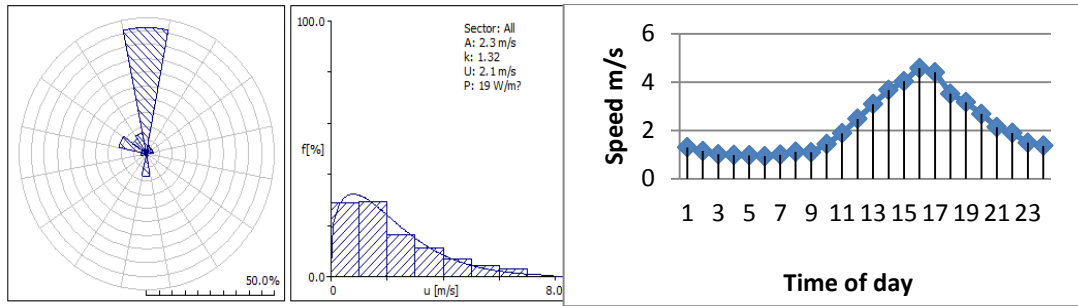 50.0%
100.0
Sector: All
A: 2.3 m/s
k: 1.32
U: 2.1 m/s
P: 19 W/m?
f[%]
0.0
0 u [m/s] 8.0
Speed m/s
6
4
2
0
1 3 5 7 9 11 13 15 17 19 21 23
Time of day